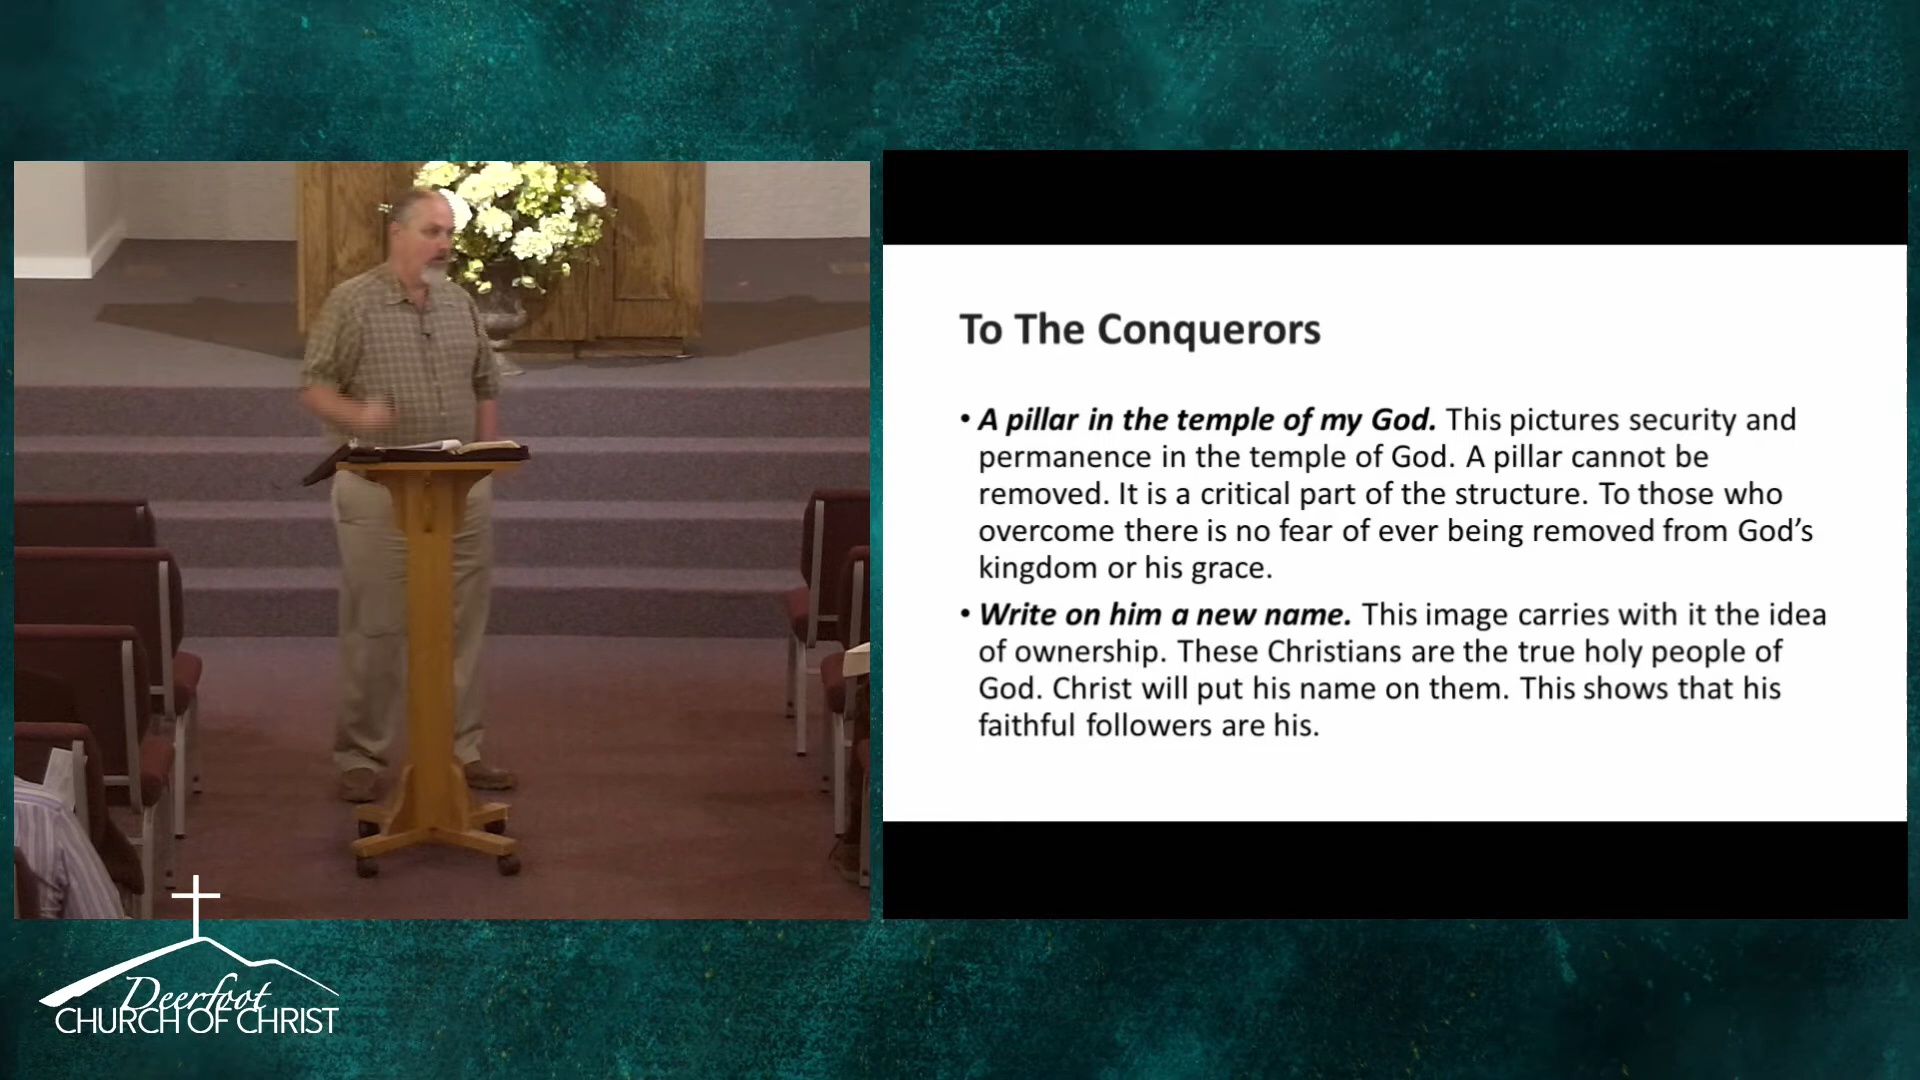 To The Conquerors
• A pillar in the temple of my God. This pictures security and
permanence in the temple of God. A pillar cannot be
removed. It is a critical part of the structure. To those who
overcome there is no fear of ever being removed from God’s
kingdom or his grace.
• Write on him a new name. This image carries with it the idea
of ownership. These Christians are the true holy people of
God. Christ will put his name on them. This shows that his
faithful followers are his.
Deerfoot
CHURCH OF CHRIST